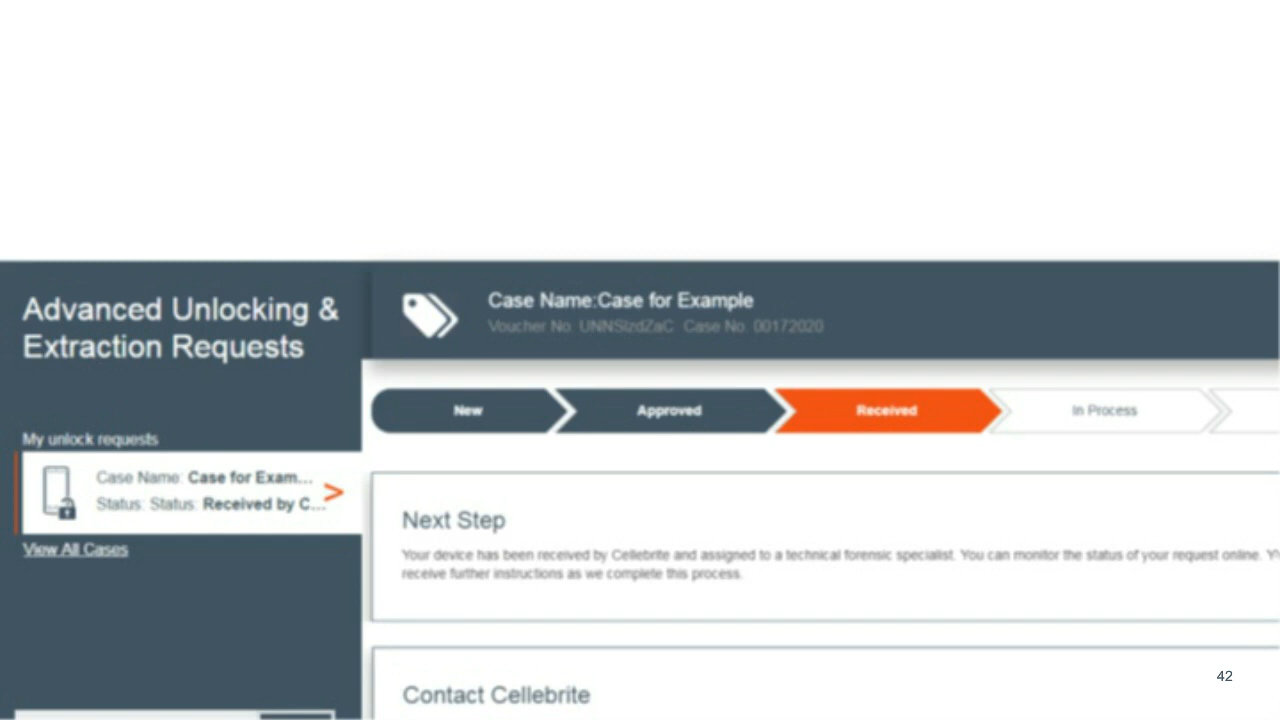 Advanced Unlocking &
Extraction Requests
My unlock requests
Case Name: Case for Exam...
Status: Status: Received by C...
>
View All Cases
Case Name:Case for Example
Voucher No. UNNSlzdZaC Case No. 00172020
New
Approved
Received
In Process
Next Step
Your device has been received by Cellebrite and assigned to a technical forensic specialist. You can monitor the status of your request online.
receive further instructions as we complete this process.
Contact Cellebrite
42